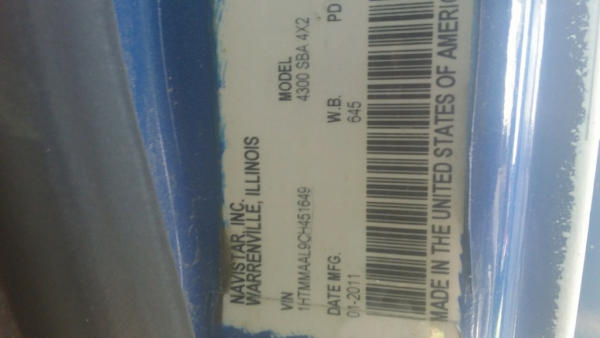 NAVISTAR, INC.
WARRENVILLE, ILLINOIS
VIN MODEL
1HTMMAAL9CH451649 4300 SBA 4X2
DATE MFG. W.B. PD
01-2011 645
MADE IN THE UNITED STATES OF AMERIC